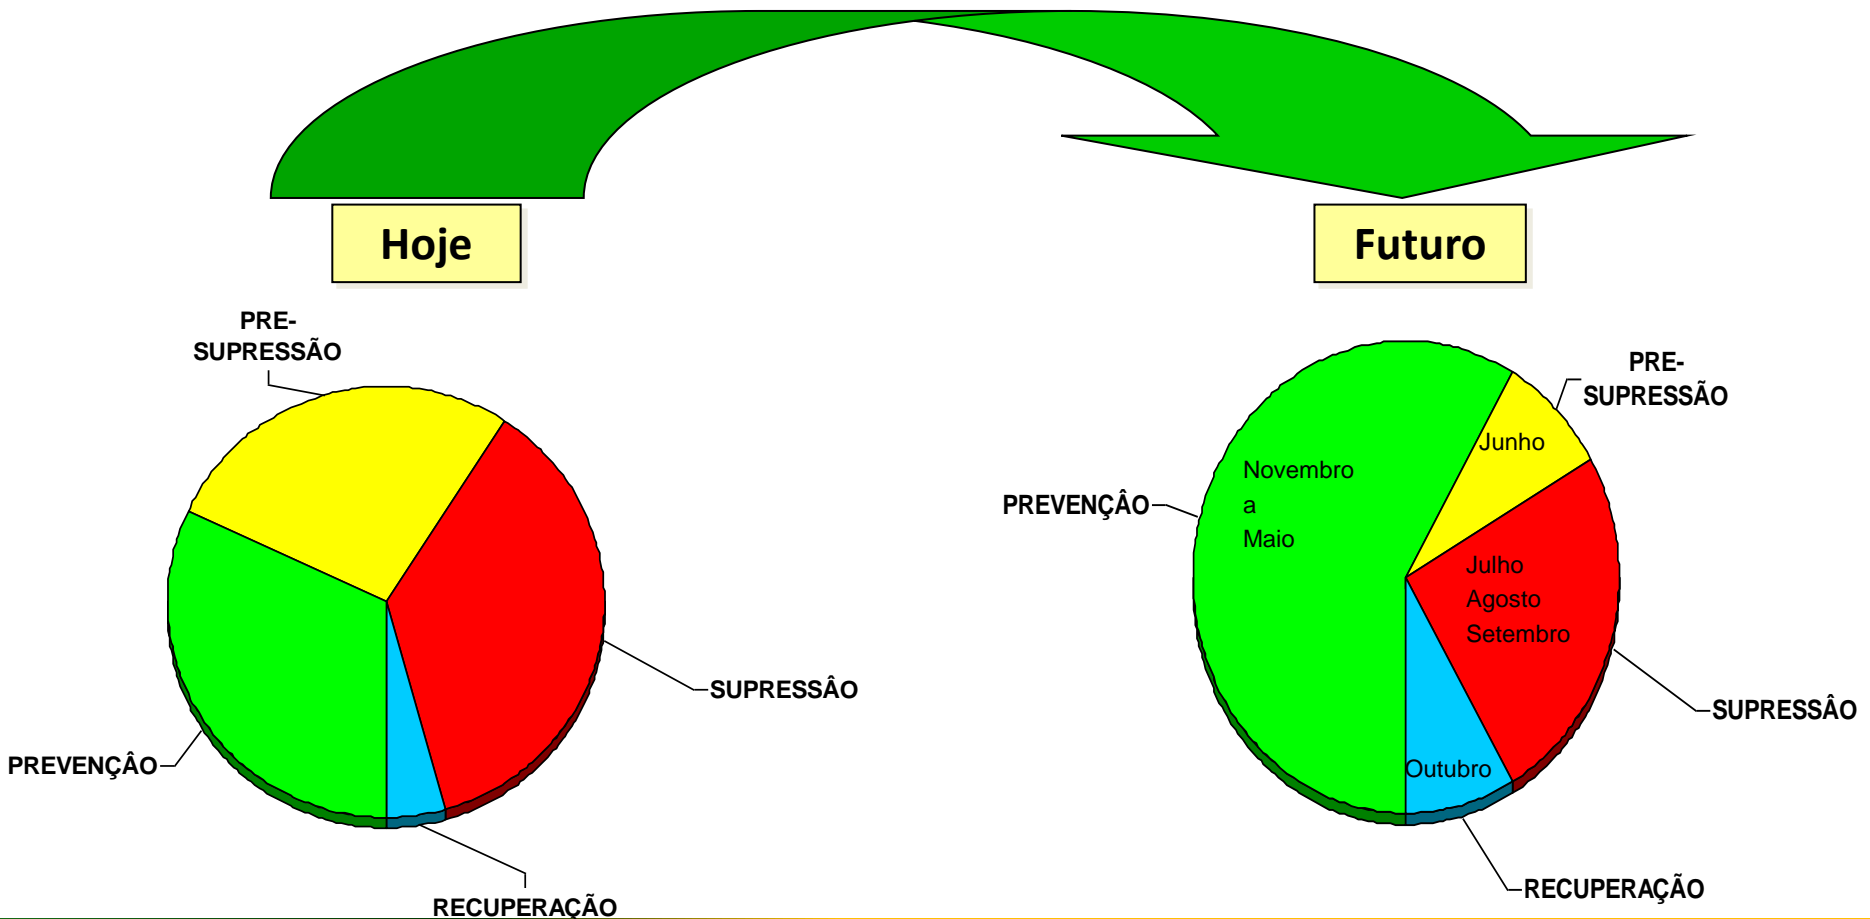 Hoje
Futuro
PRE-
SUPRESSÃO
SUPRESSÂO
PREVENÇÂO
RECUPERAÇÃO
PRE-
SUPRESSÃO
Junho
Novembro
a
Maio
PREVENÇÂO
Julho
Agosto
Setembro
SUPRESSÂO
Outubro
RECUPERAÇÃO